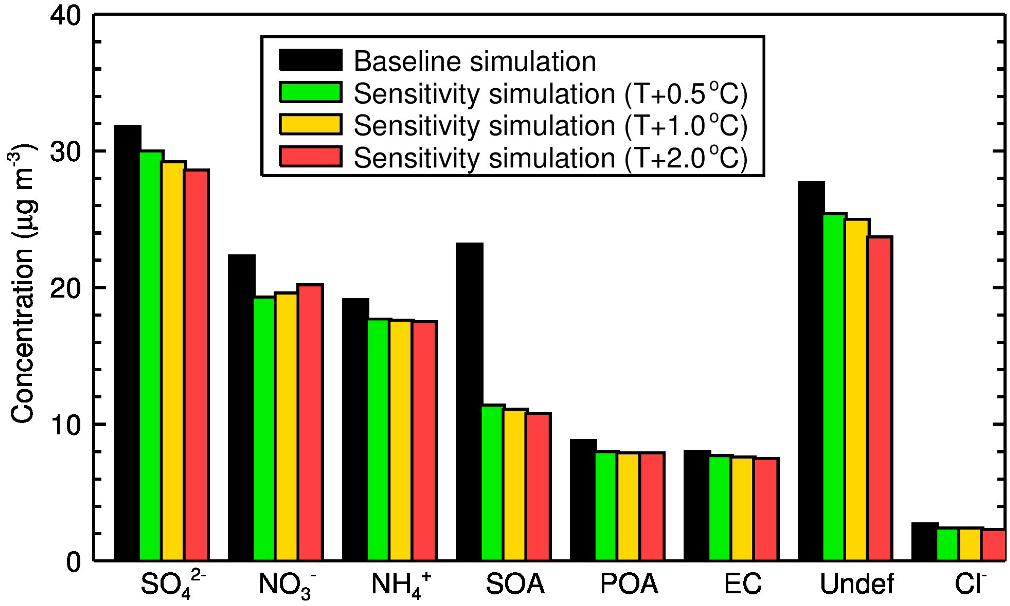 40
30
20
10
0
Concentration (µg m⁻³)
Baseline simulation
Sensitivity simulation (T+0.5°C)
Sensitivity simulation (T+1.0°C)
Sensitivity simulation (T+2.0°C)
SO₄²⁻ NO₃⁻ NH₄⁺ SOA POA EC Undef Cl⁻